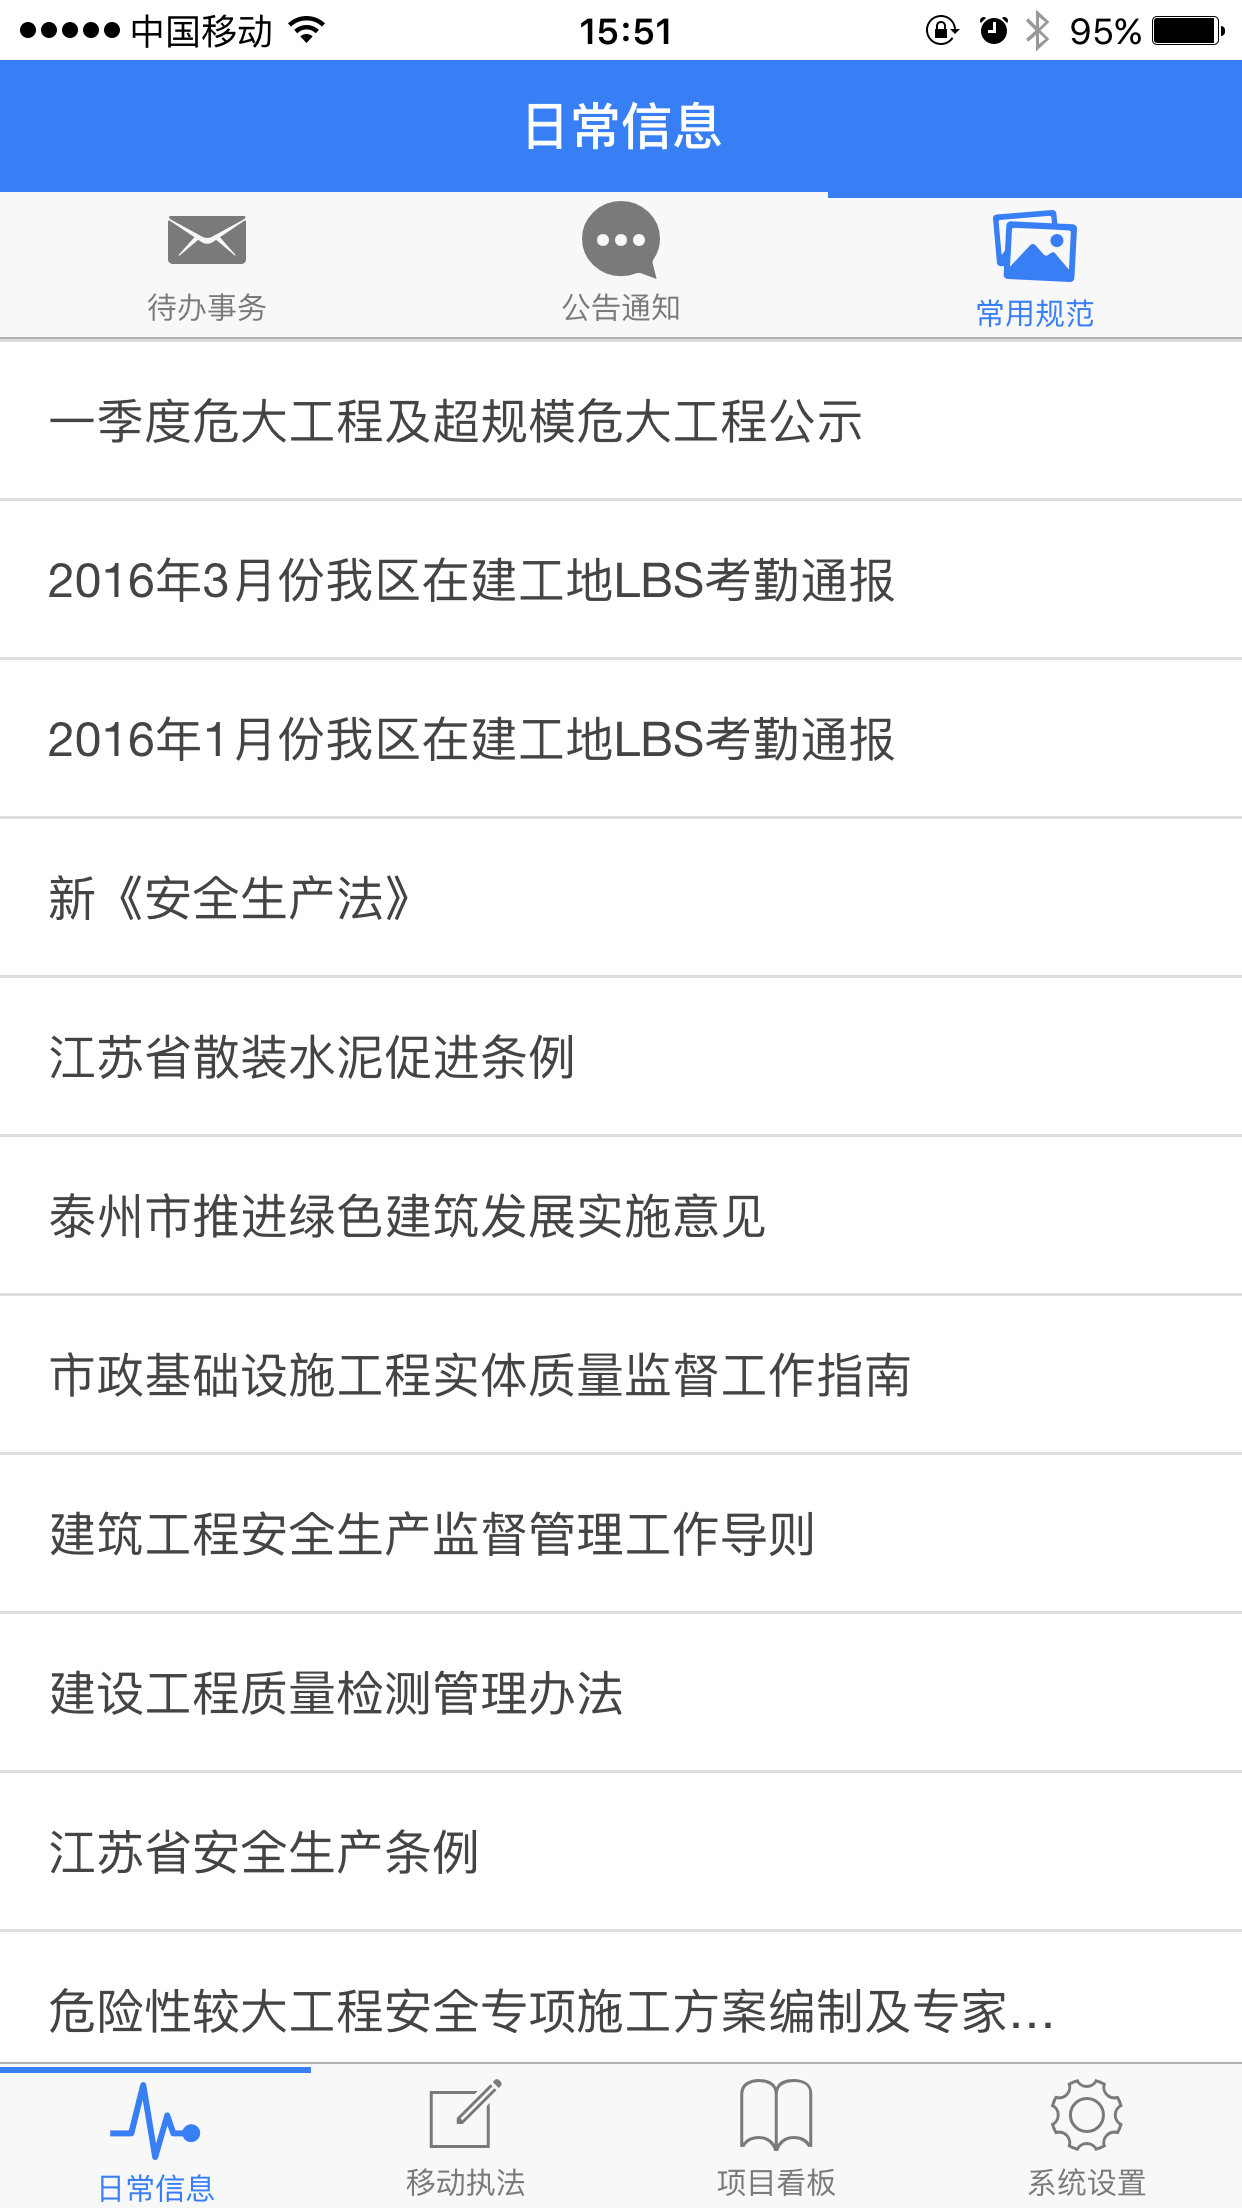 中国移动 15:51 95%
日常信息
待办事务 公告通知 常用规范
一季度危大工程及超规模危大工程公示
2016年3月份我区在建工地LBS考勤通报
2016年1月份我区在建工地LBS考勤通报
新《安全生产法》
江苏省散装水泥促进条例
泰州市推进绿色建筑发展实施意见
市政基础设施工程实体质量监督工作指南
建筑工程安全生产监督管理工作导则
建设工程质量检测管理办法
江苏省安全生产条例
危险性较大工程安全专项施工方案编制及专家...
日常信息 移动执法 项目看板 系统设置